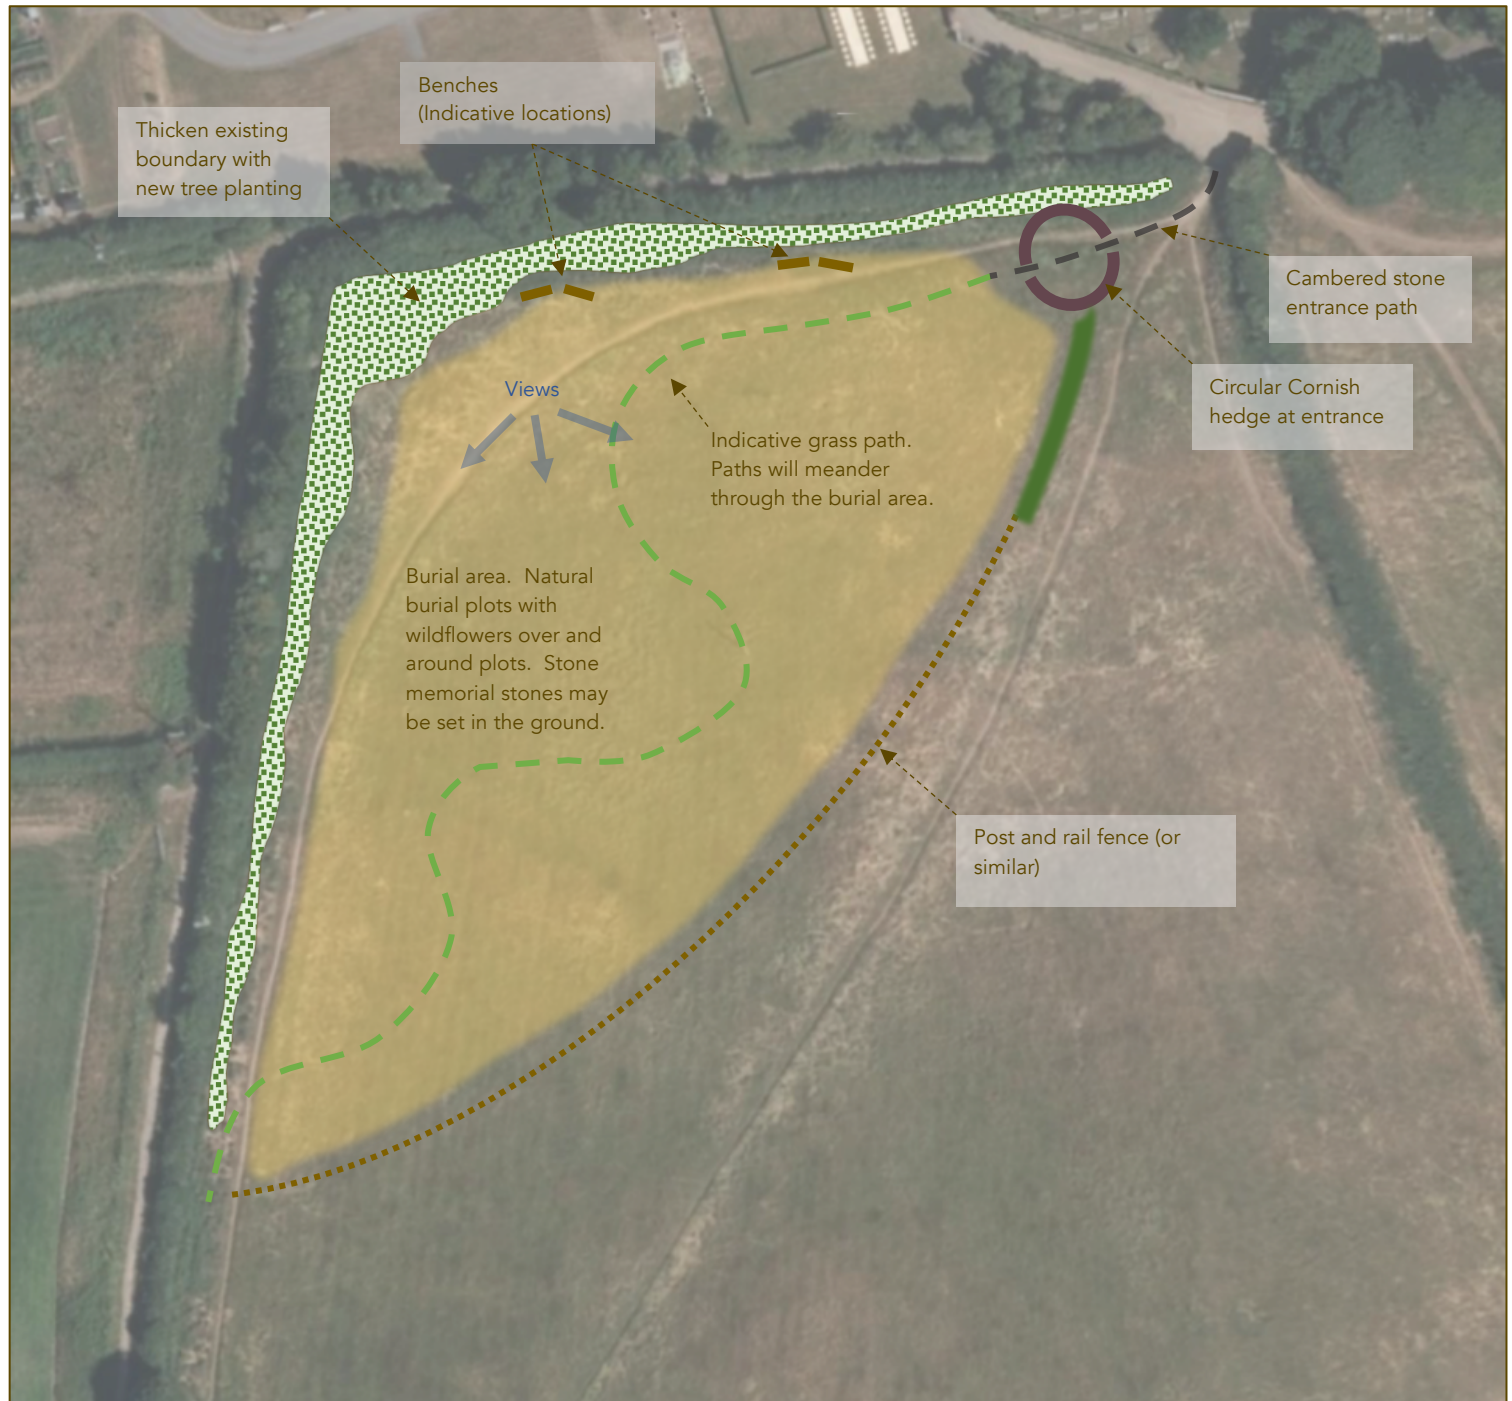 Benches
(Indicative locations)
Thicken existing
boundary with
new tree planting
Cambered stone
entrance path
Circular Cornish
hedge at entrance
Views
Indicative grass path.
Paths will meander
through the burial area.
Burial area.  Natural
burial plots with
wildflowers over and
around plots.  Stone
memorial stones may
be set in the ground.
Post and rail fence (or
similar)